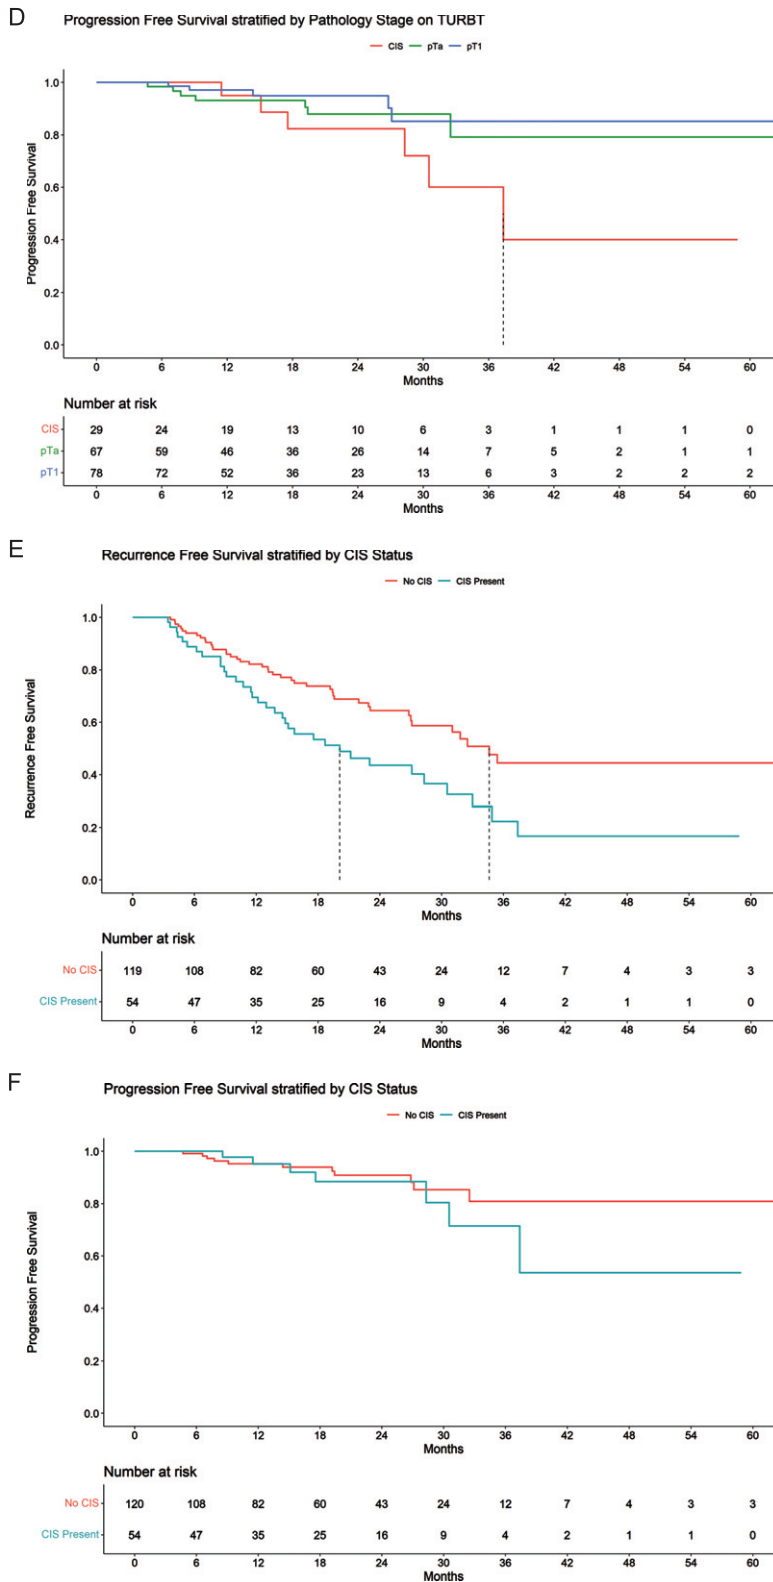 D
Progression Free Survival stratified by Pathology Stage on TURBT
CIS pTa pT1
Progression Free Survival
1.0
0.8
0.6
0.4
0.2
0.0
0 6 12 18 24 30 36 42 48 54 60
Months
Number at risk
CIS 29 24 19 13 10 6 3 1 1 1 0
pTa 67 59 46 36 26 14 7 5 2 1 1
pT1 78 72 52 36 23 13 6 3 2 2 2
0 6 12 18 24 30 36 42 48 54 60
Months
E
Recurrence Free Survival stratified by CIS Status
No CIS CIS Present
Recurrence Free Survival
1.0
0.8
0.6
0.4
0.2
0.0
0 6 12 18 24 30 36 42 48 54 60
Months
Number at risk
No CIS 119 108 82 60 43 24 12 7 4 3 3
CIS Present 54 47 35 25 16 9 4 2 1 1 0
0 6 12 18 24 30 36 42 48 54 60
Months
F
Progression Free Survival stratified by CIS Status
No CIS CIS Present
Progression Free Survival
1.0
0.8
0.6
0.4
0.2
0.0
0 6 12 18 24 30 36 42 48 54 60
Months
Number at risk
No CIS 120 108 82 60 43 24 12 7 4 3 3
CIS Present 54 47 35 25 16 9 4 2 1 1 0
0 6 12 18 24 30 36 42 48 54 60
Months